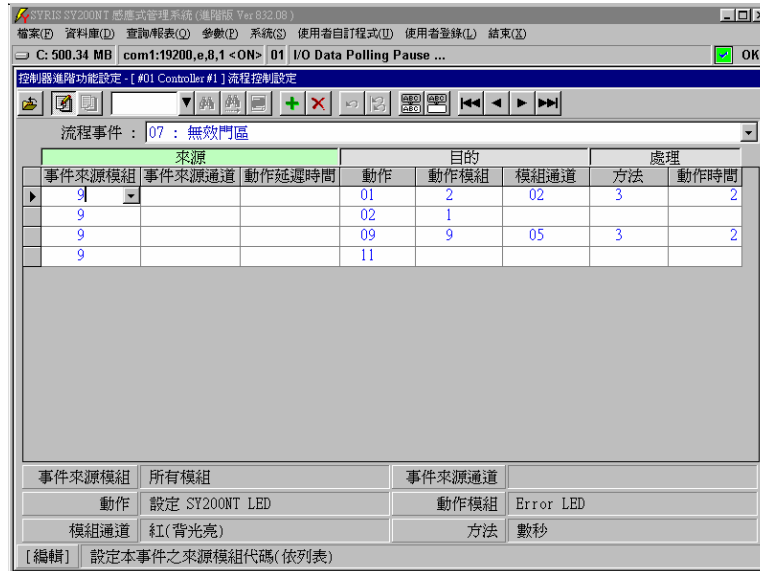 SYRIS SY200NT 感應式管理系統 (進階版 Ver 832.08 )
檔案(F) 資料庫(D) 查詢/報表(Q) 參數(P) 系統(S) 使用者自訂程式(U) 使用者登錄(L) 結束(X)
C: 500.34 MB com1:19200,e,8,1 <ON> 01 I/O Data Polling Pause ... OK
控制器進階功能設定 - [ #01 Controller #1 ] 流程控制設定
流程事件 : 07 : 無效門區
來源 目的 處理
事件來源模組 事件來源通道 動作延遲時間 動作 動作模組 模組通道 方法 動作時間
9 01 2 02 3 2
9 02 1
9 09 9 05 3 2
9 11
事件來源模組 所有模組 事件來源通道
動作 設定 SY200NT LED 動作模組 Error LED
模組通道 紅(背光亮) 方法 數秒
[編輯] 設定本事件之來源模組代碼(依列表)